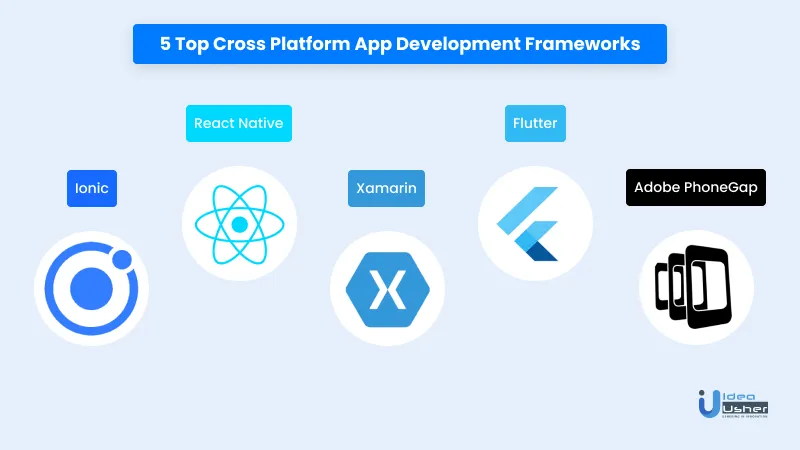 5 Top Cross Platform App Development Frameworks
React Native
Flutter
Ionic
Xamarin
Adobe PhoneGap
X
Idea
Usher